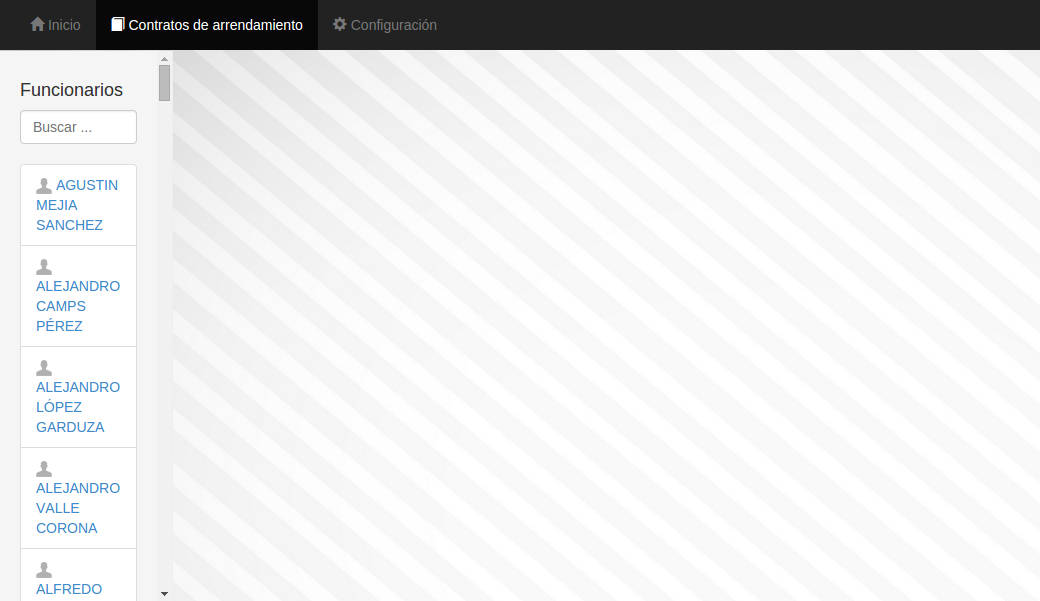 Inicio Contratos de arrendamiento Configuración
Funcionarios
Buscar ...
AGUSTIN
MEJIA
SANCHEZ
ALEJANDRO
CAMPS
PÉREZ
ALEJANDRO
LÓPEZ
GARDUZA
ALEJANDRO
VALLE
CORONA
ALFREDO